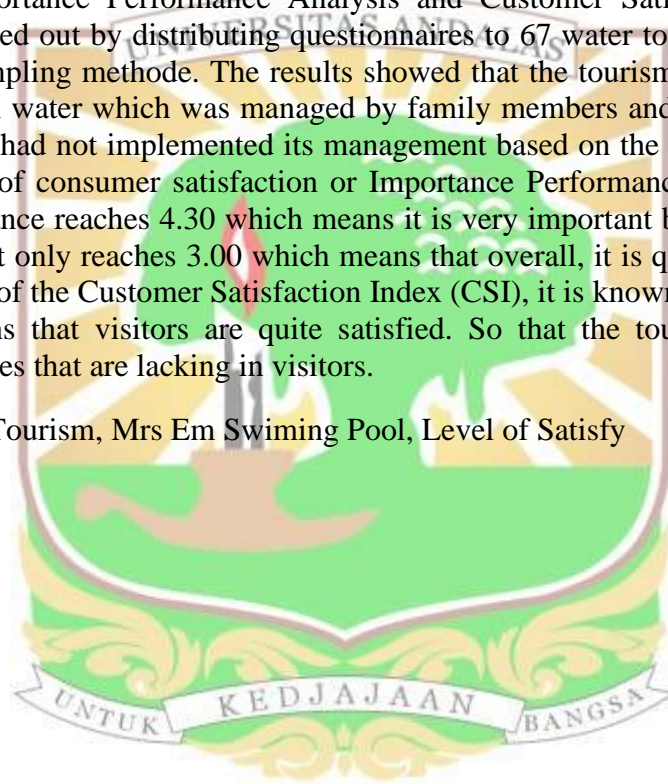 ortance Performance Analysis and Customer Sati
ed out by distributing questionnaires to 67 water to
UNIVERSITAS ANDALAS
pling methode. The results showed that the tourism
water which was managed by family members and
had not implemented its management based on the
of consumer satisfaction or Importance Performanc
ance reaches 4.30 which means it is very important b
t only reaches 3.00 which means that overall, it is q
of the Customer Satisfaction Index (CSI), it is known
ns that visitors are quite satisfied. So that the tou
es that are lacking in visitors.
Tourism, Mrs Em Swiming Pool, Level of Satisfy
UNTUK KEDJAJAAN BANGSA